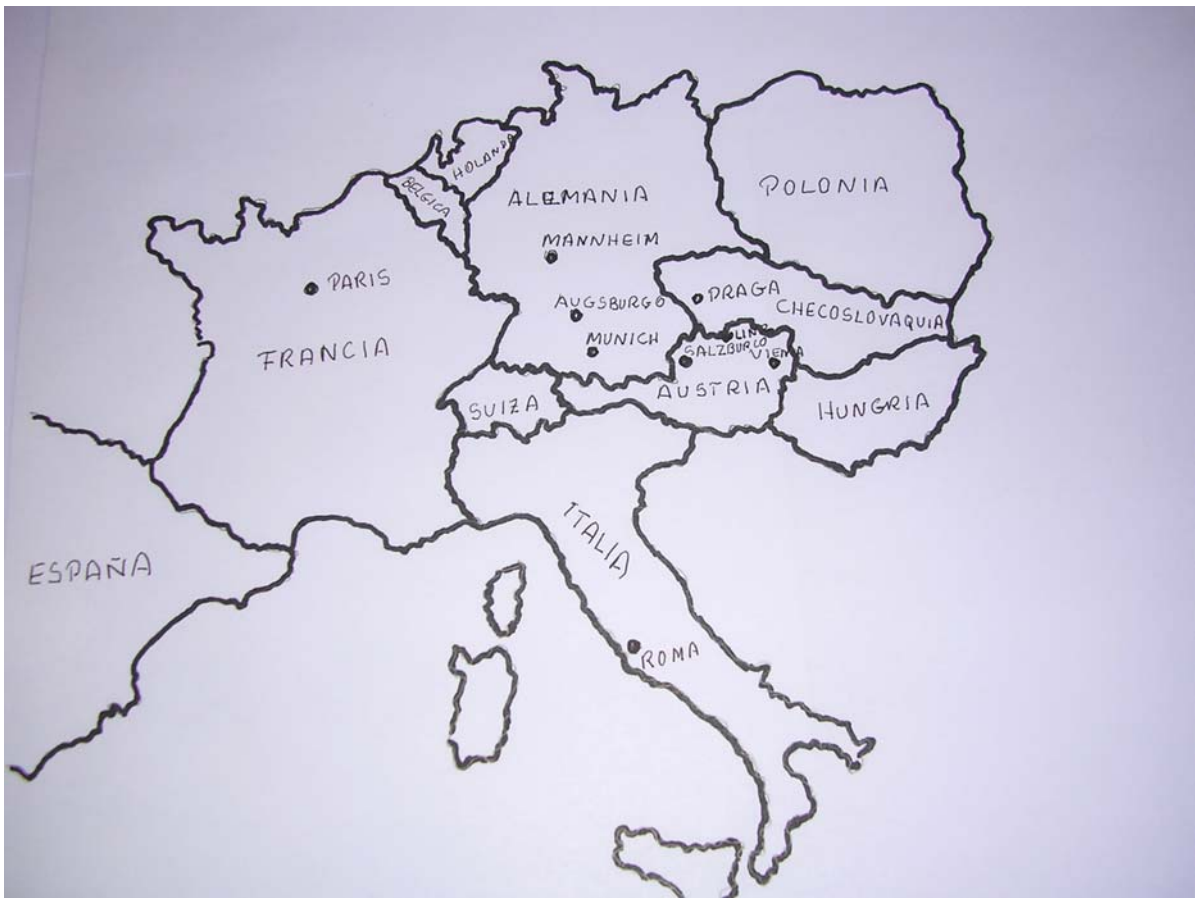 HOLANDA
BELGICA
ALEMANIA
POLONIA
MANNHEIM
PARIS
PRAGA
AUGSBURGO
CHECOSLOVAQUIA
MUNICH
LINZ
SALZBURGO
VIENA
FRANCIA
SUIZA
AUSTRIA
HUNGRIA
ITALIA
ESPAÑA
ROMA